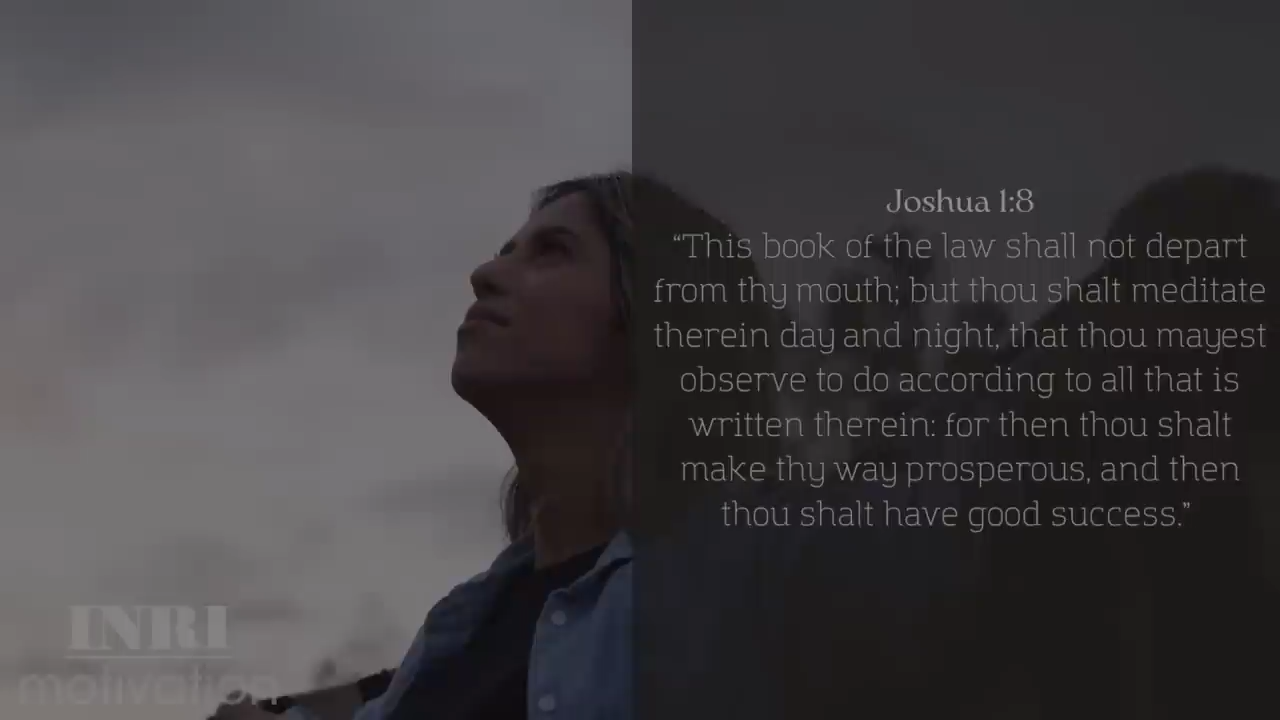 Joshua 1:8
“This book of the law shall not depart
from thy mouth; but thou shalt meditate
therein day and night, that thou mayest
observe to do according to all that is
written therein: for then thou shalt
make thy way prosperous, and then
thou shalt have good success.”
INRI
motivation